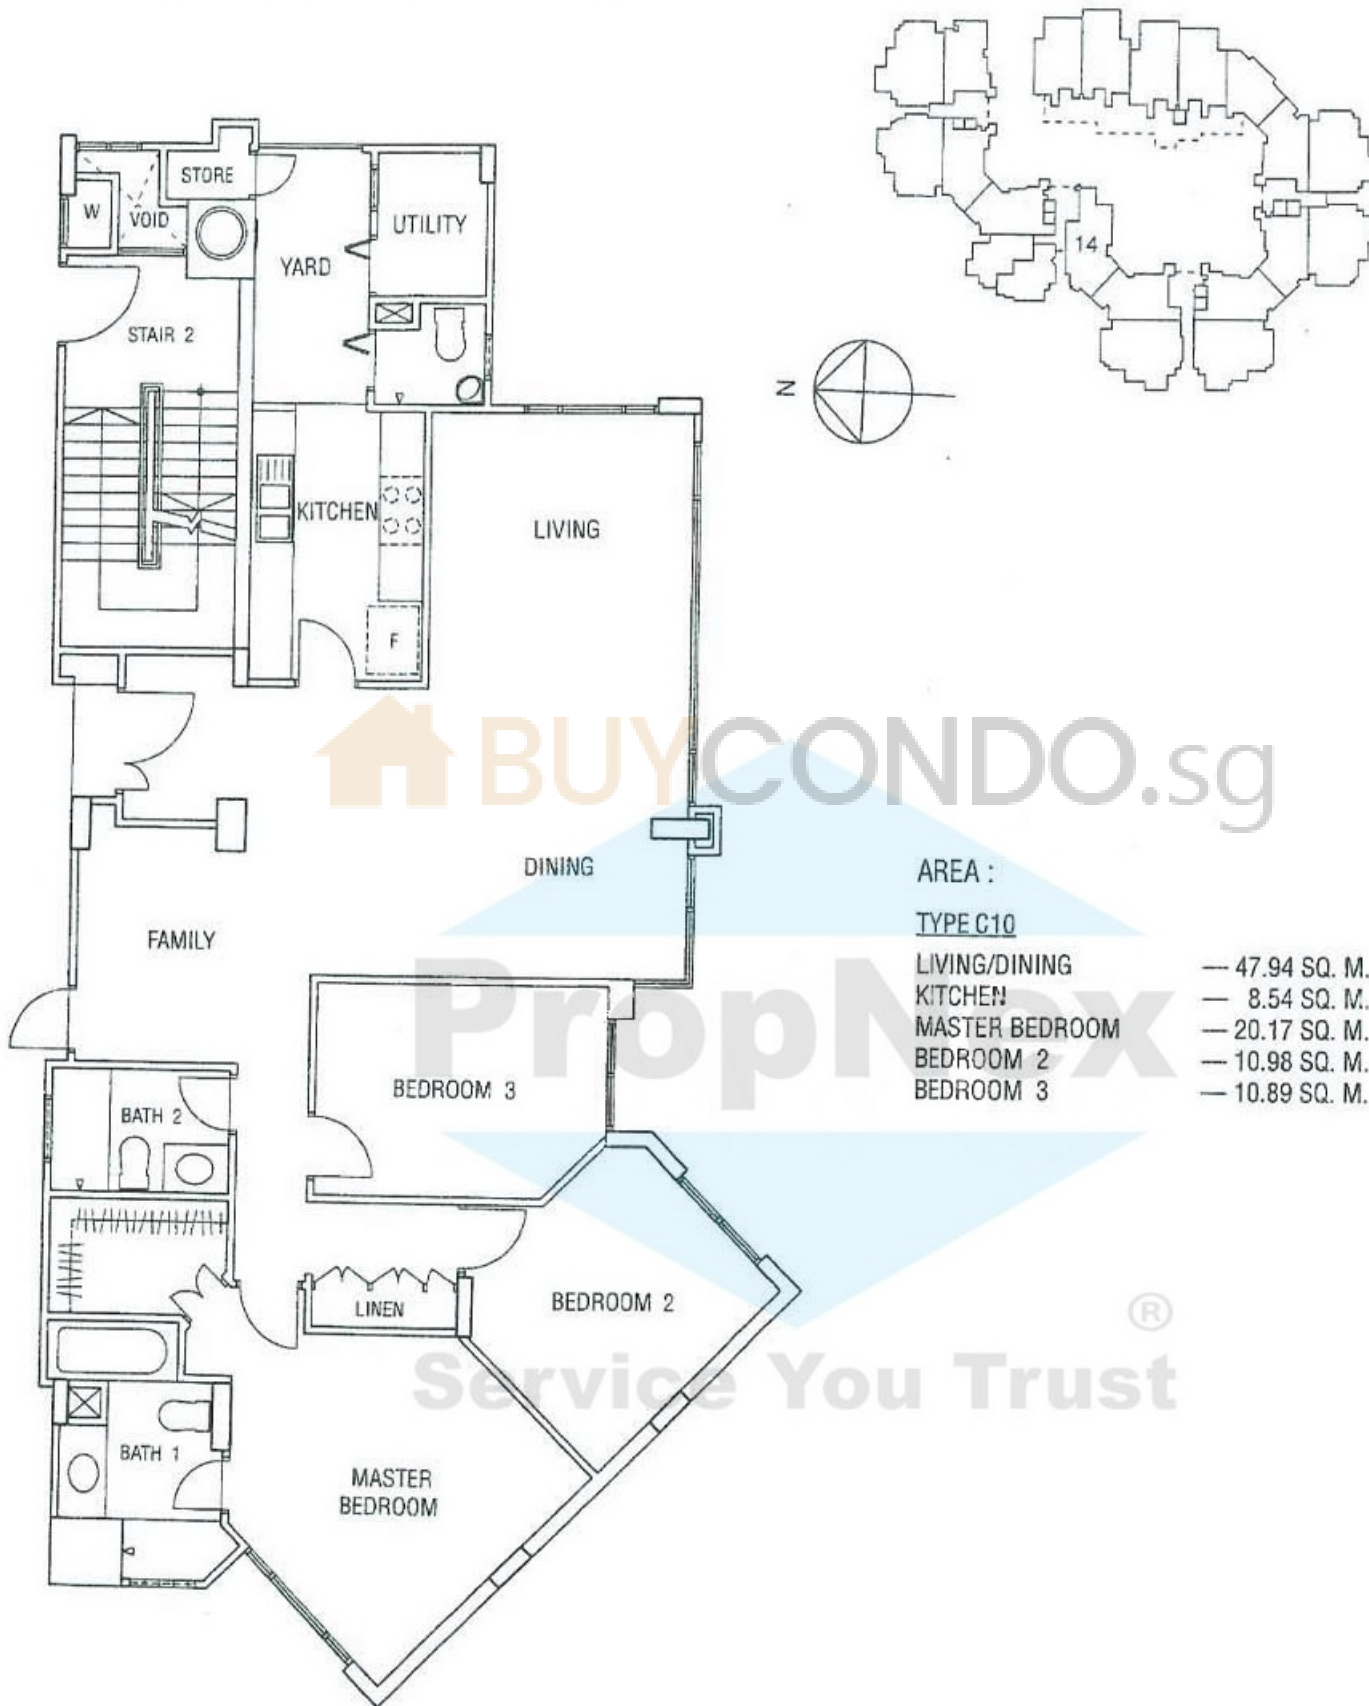 STORE
W
VOID
UTILITY
YARD
STAIR 2
14
N
KITCHEN
LIVING
F
BUYCONDO.sg
DINING
FAMILY
AREA :
TYPE C10
LIVING/DINING — 47.94 SQ. M.
KITCHEN — 8.54 SQ. M.
MASTER BEDROOM — 20.17 SQ. M.
BEDROOM 2 — 10.98 SQ. M.
BEDROOM 3 — 10.89 SQ. M.
PropNex
BEDROOM 3
BATH 2
LINEN
BEDROOM 2
®
Service You Trust
BATH 1
MASTER
BEDROOM